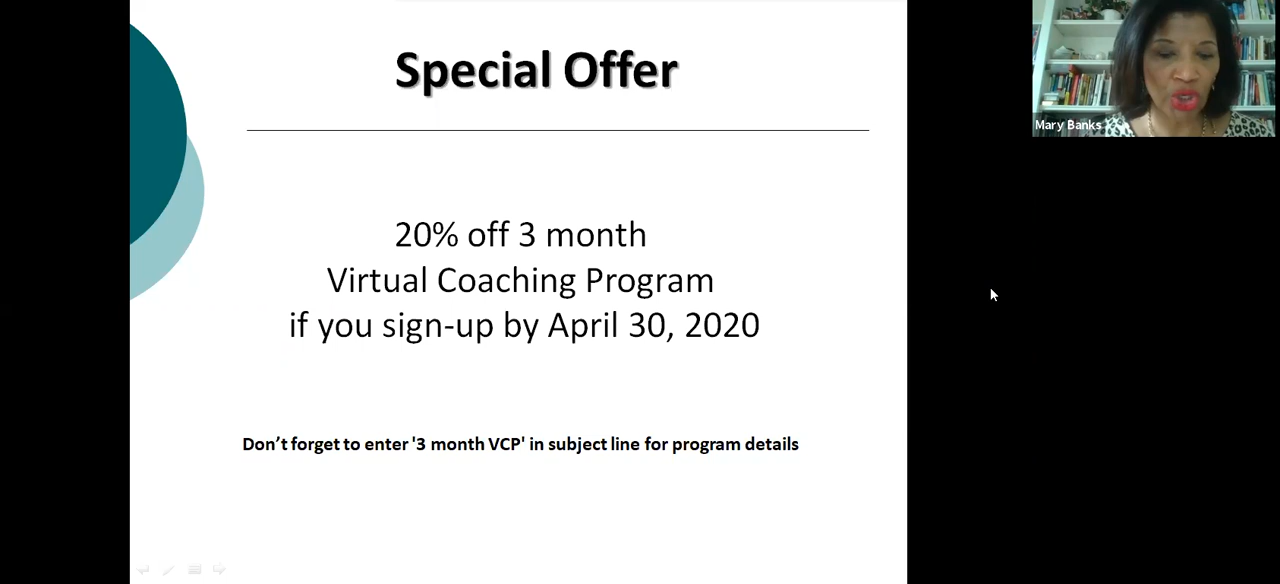 Special Offer
20% off 3 month
Virtual Coaching Program
if you sign-up by April 30, 2020
Don’t forget to enter '3 month VCP' in subject line for program details
Mary Banks